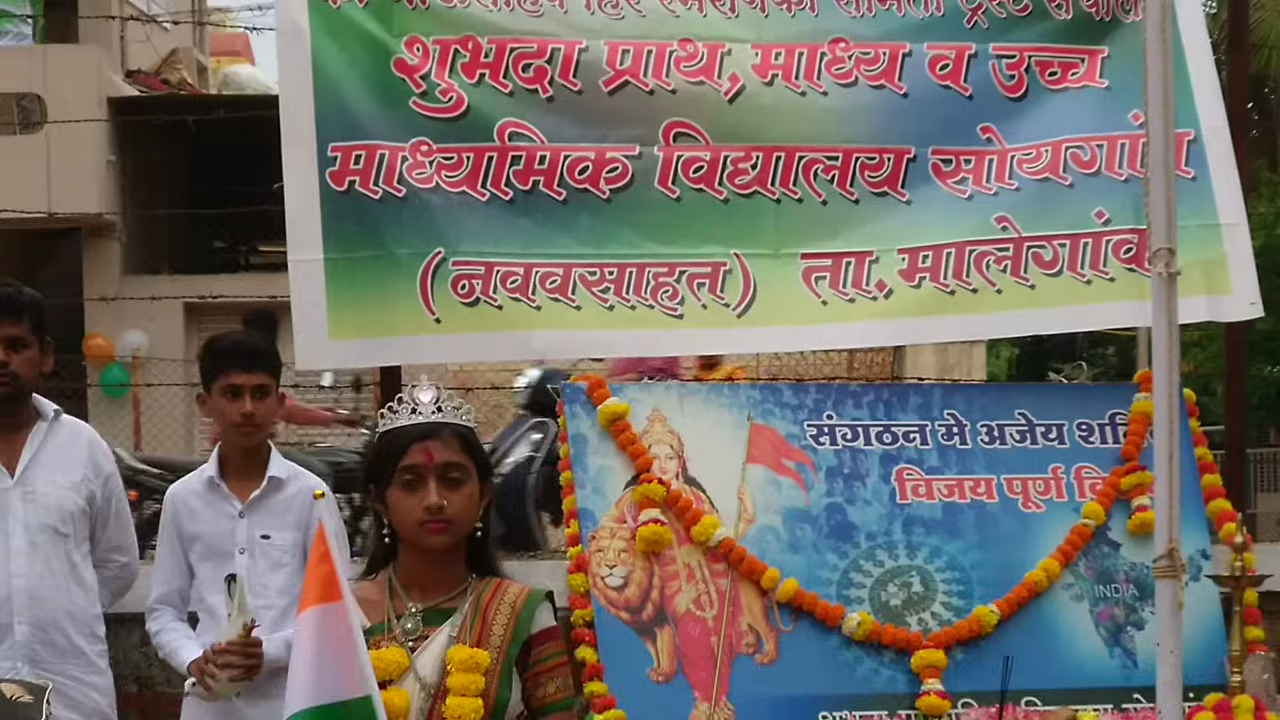 शुभदा प्राथ,माध्य व उच्च
माध्यमिक विद्यालय सोयगांव
(नववसाहत) ता.मालेगांव
संगठन मे अजेय
विजय पूर्ण
INDIA